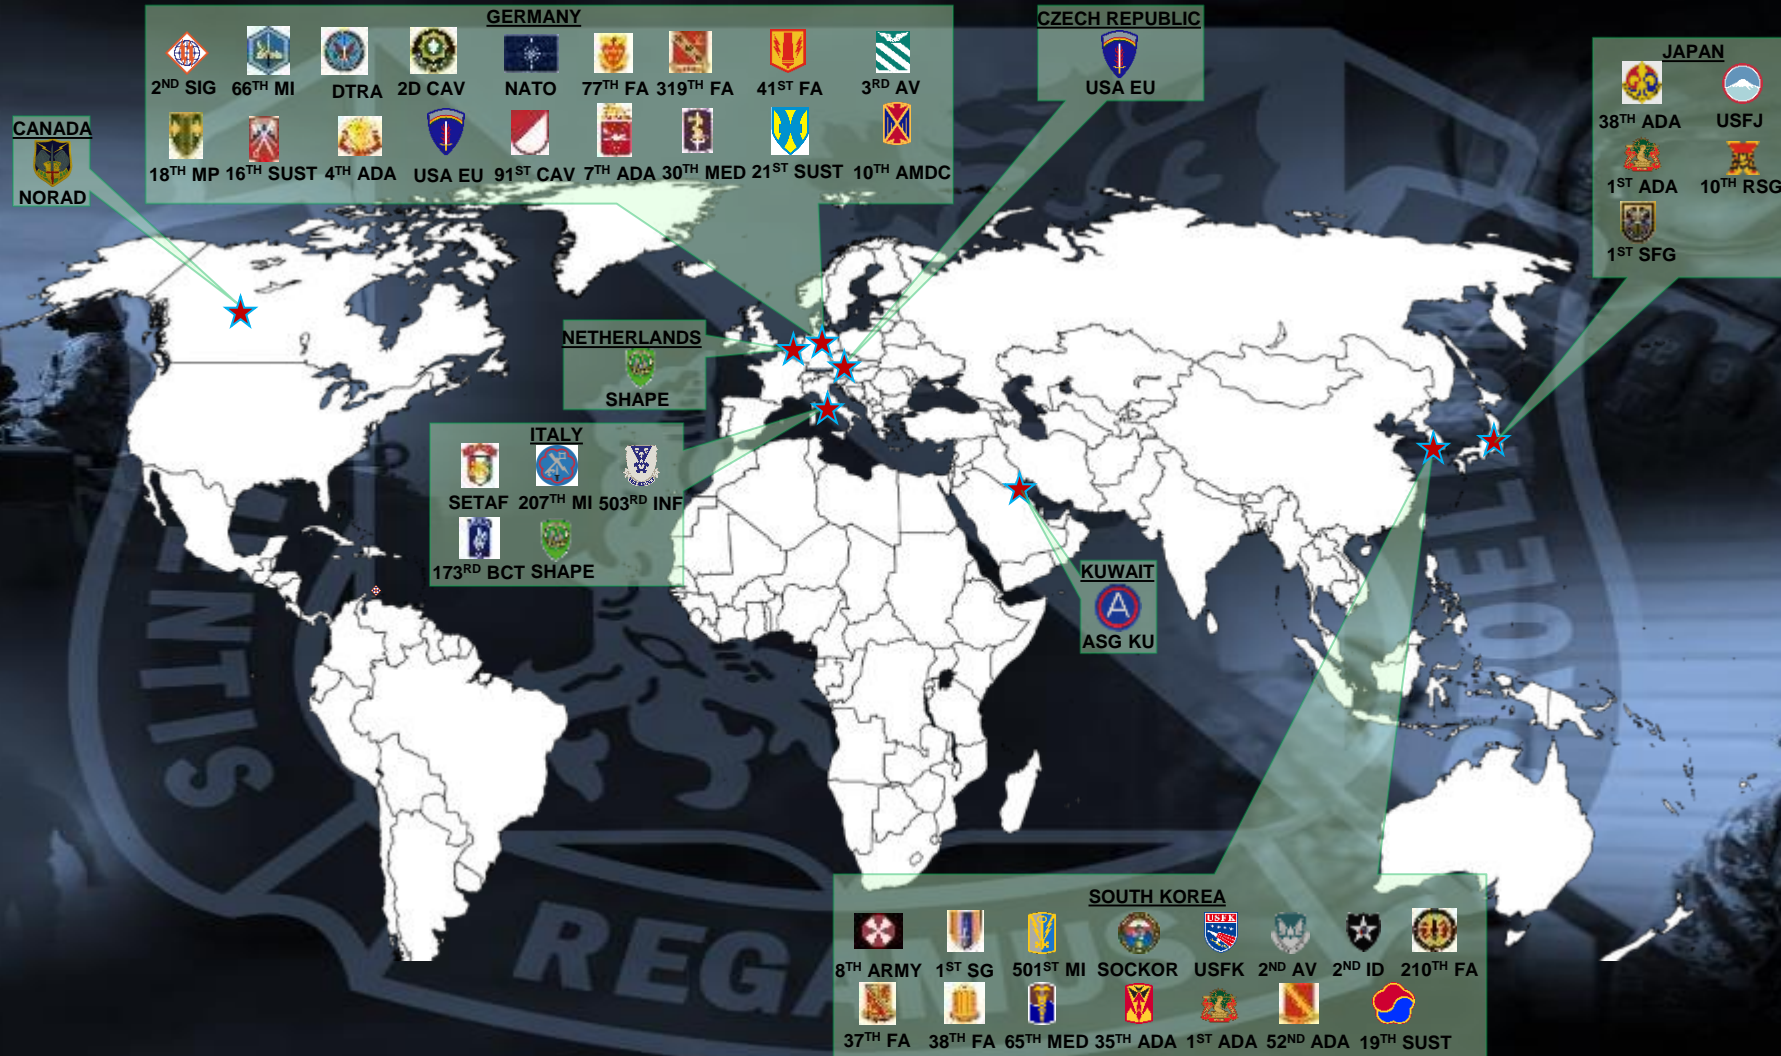 GERMANY
2ND SIG 66TH MI DTRA 2D CAV NATO 77TH FA 319TH FA 41ST FA 3RD AV
18TH MP 16TH SUST 4TH ADA USA EU 91ST CAV 7TH ADA 30TH MED 21ST SUST 10TH AMDC
CZECH REPUBLIC
USA EU
JAPAN
38TH ADA USFJ
1ST ADA 10TH RSG
1ST SFG
CANADA
NORAD
NETHERLANDS
SHAPE
ITALY
SETAF 207TH MI 503RD INF
173RD BCT SHAPE
KUWAIT
A
ASG KU
SOUTH KOREA
USFK
8TH ARMY 1ST SG 501ST MI SOCKOR USFK 2ND AV 2ND ID 210TH FA
37TH FA 38TH FA 65TH MED 35TH ADA 1ST ADA 52ND ADA 19TH SUST
REGA
NUS